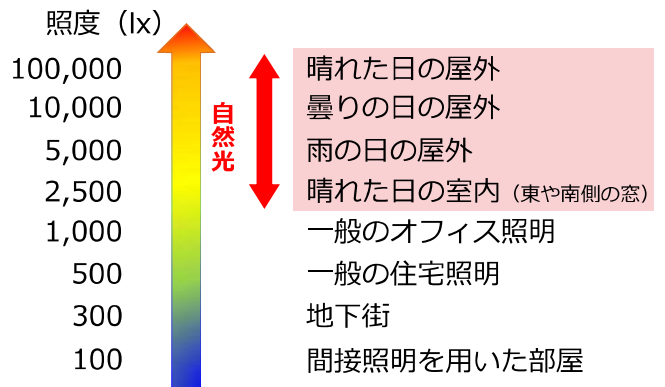 照度（lx）
100,000 晴れた日の屋外
10,000 曇りの日の屋外
自然光
5,000 雨の日の屋外
2,500 晴れた日の室内（東や南側の窓）
1,000 一般のオフィス照明
500 一般の住宅照明
300 地下街
100 間接照明を用いた部屋